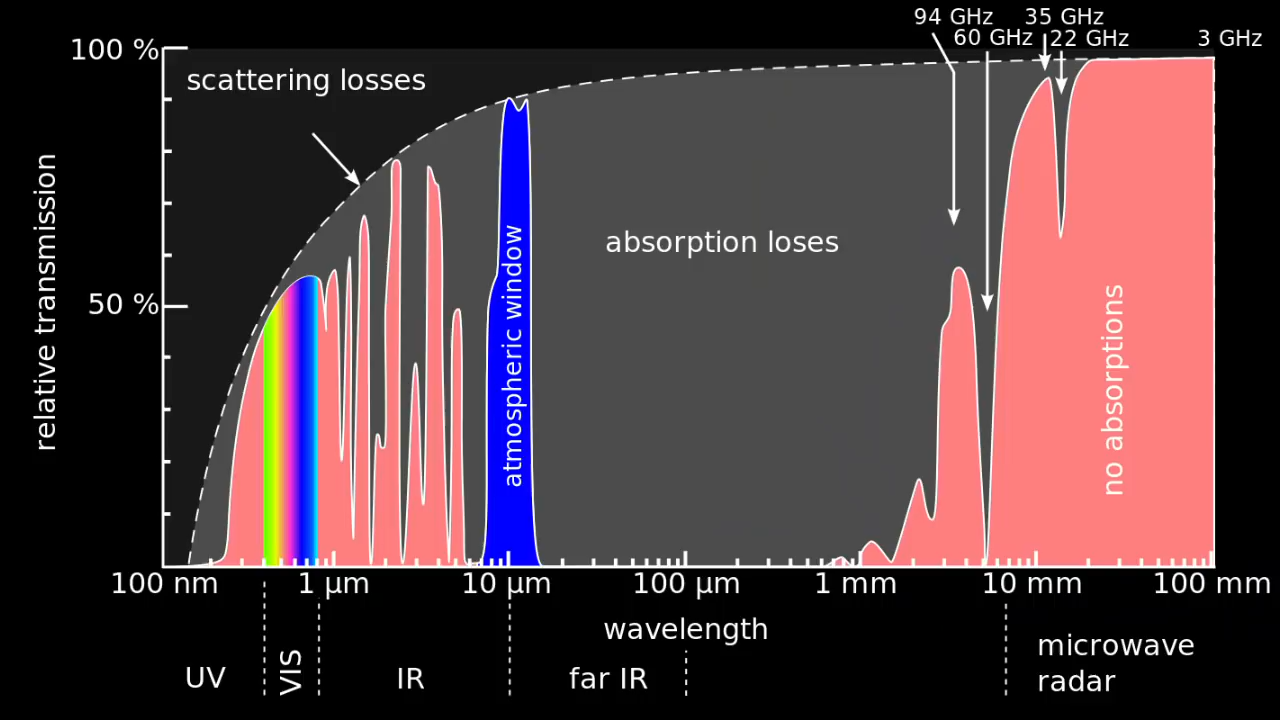 94 GHz
35 GHz
60 GHz
22 GHz
3 GHz
100 %
scattering losses
absorption loses
50 %
relative transmission
atmospheric window
no absorptions
100 nm
1 µm
10 µm
100 µm
1 mm
10 mm
100 mm
wavelength
UV
VIS
IR
far IR
microwave
radar